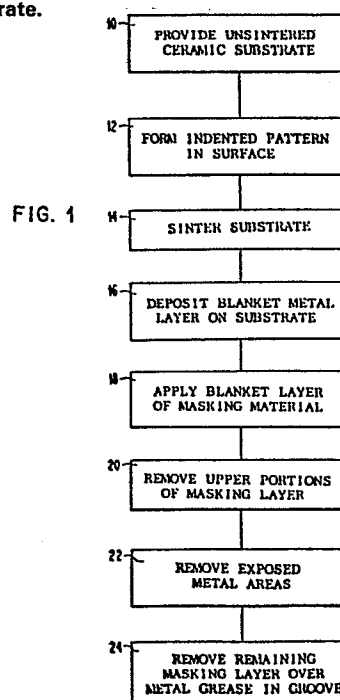 rate.
10
PROVIDE UNSINTERED
CERAMIC SUBSTRATE
12
FORM INDENTED PATTERN
IN SURFACE
FIG. 1
14
SINTER SUBSTRATE
16
DEPOSIT BLANKET METAL
LAYER ON SUBSTRATE
18
APPLY BLANKET LAYER
OF MASKING MATERIAL
20
REMOVE UPPER PORTIONS
OF MASKING LAYER
22
REMOVE EXPOSED
METAL AREAS
24
REMOVE REMAINING
MASKING LAYER OVER
METAL GREASE IN GROOVE